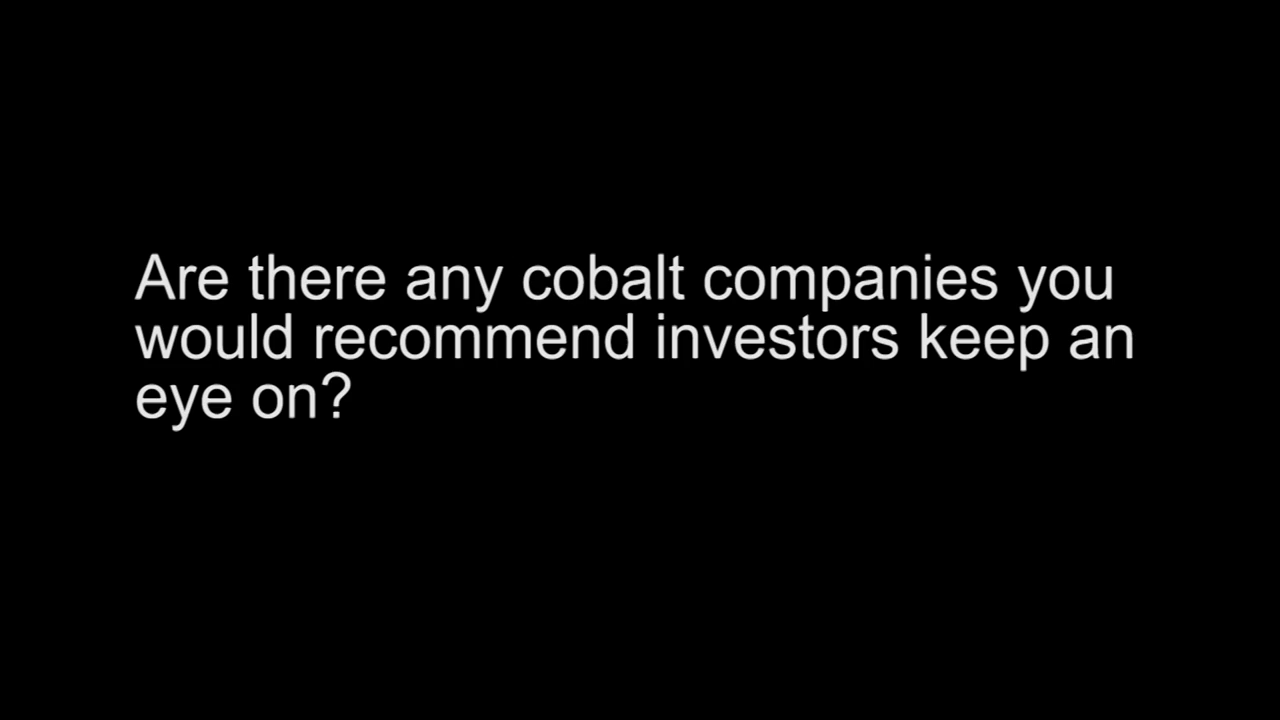 Are there any cobalt companies you
would recommend investors keep an
eye on?